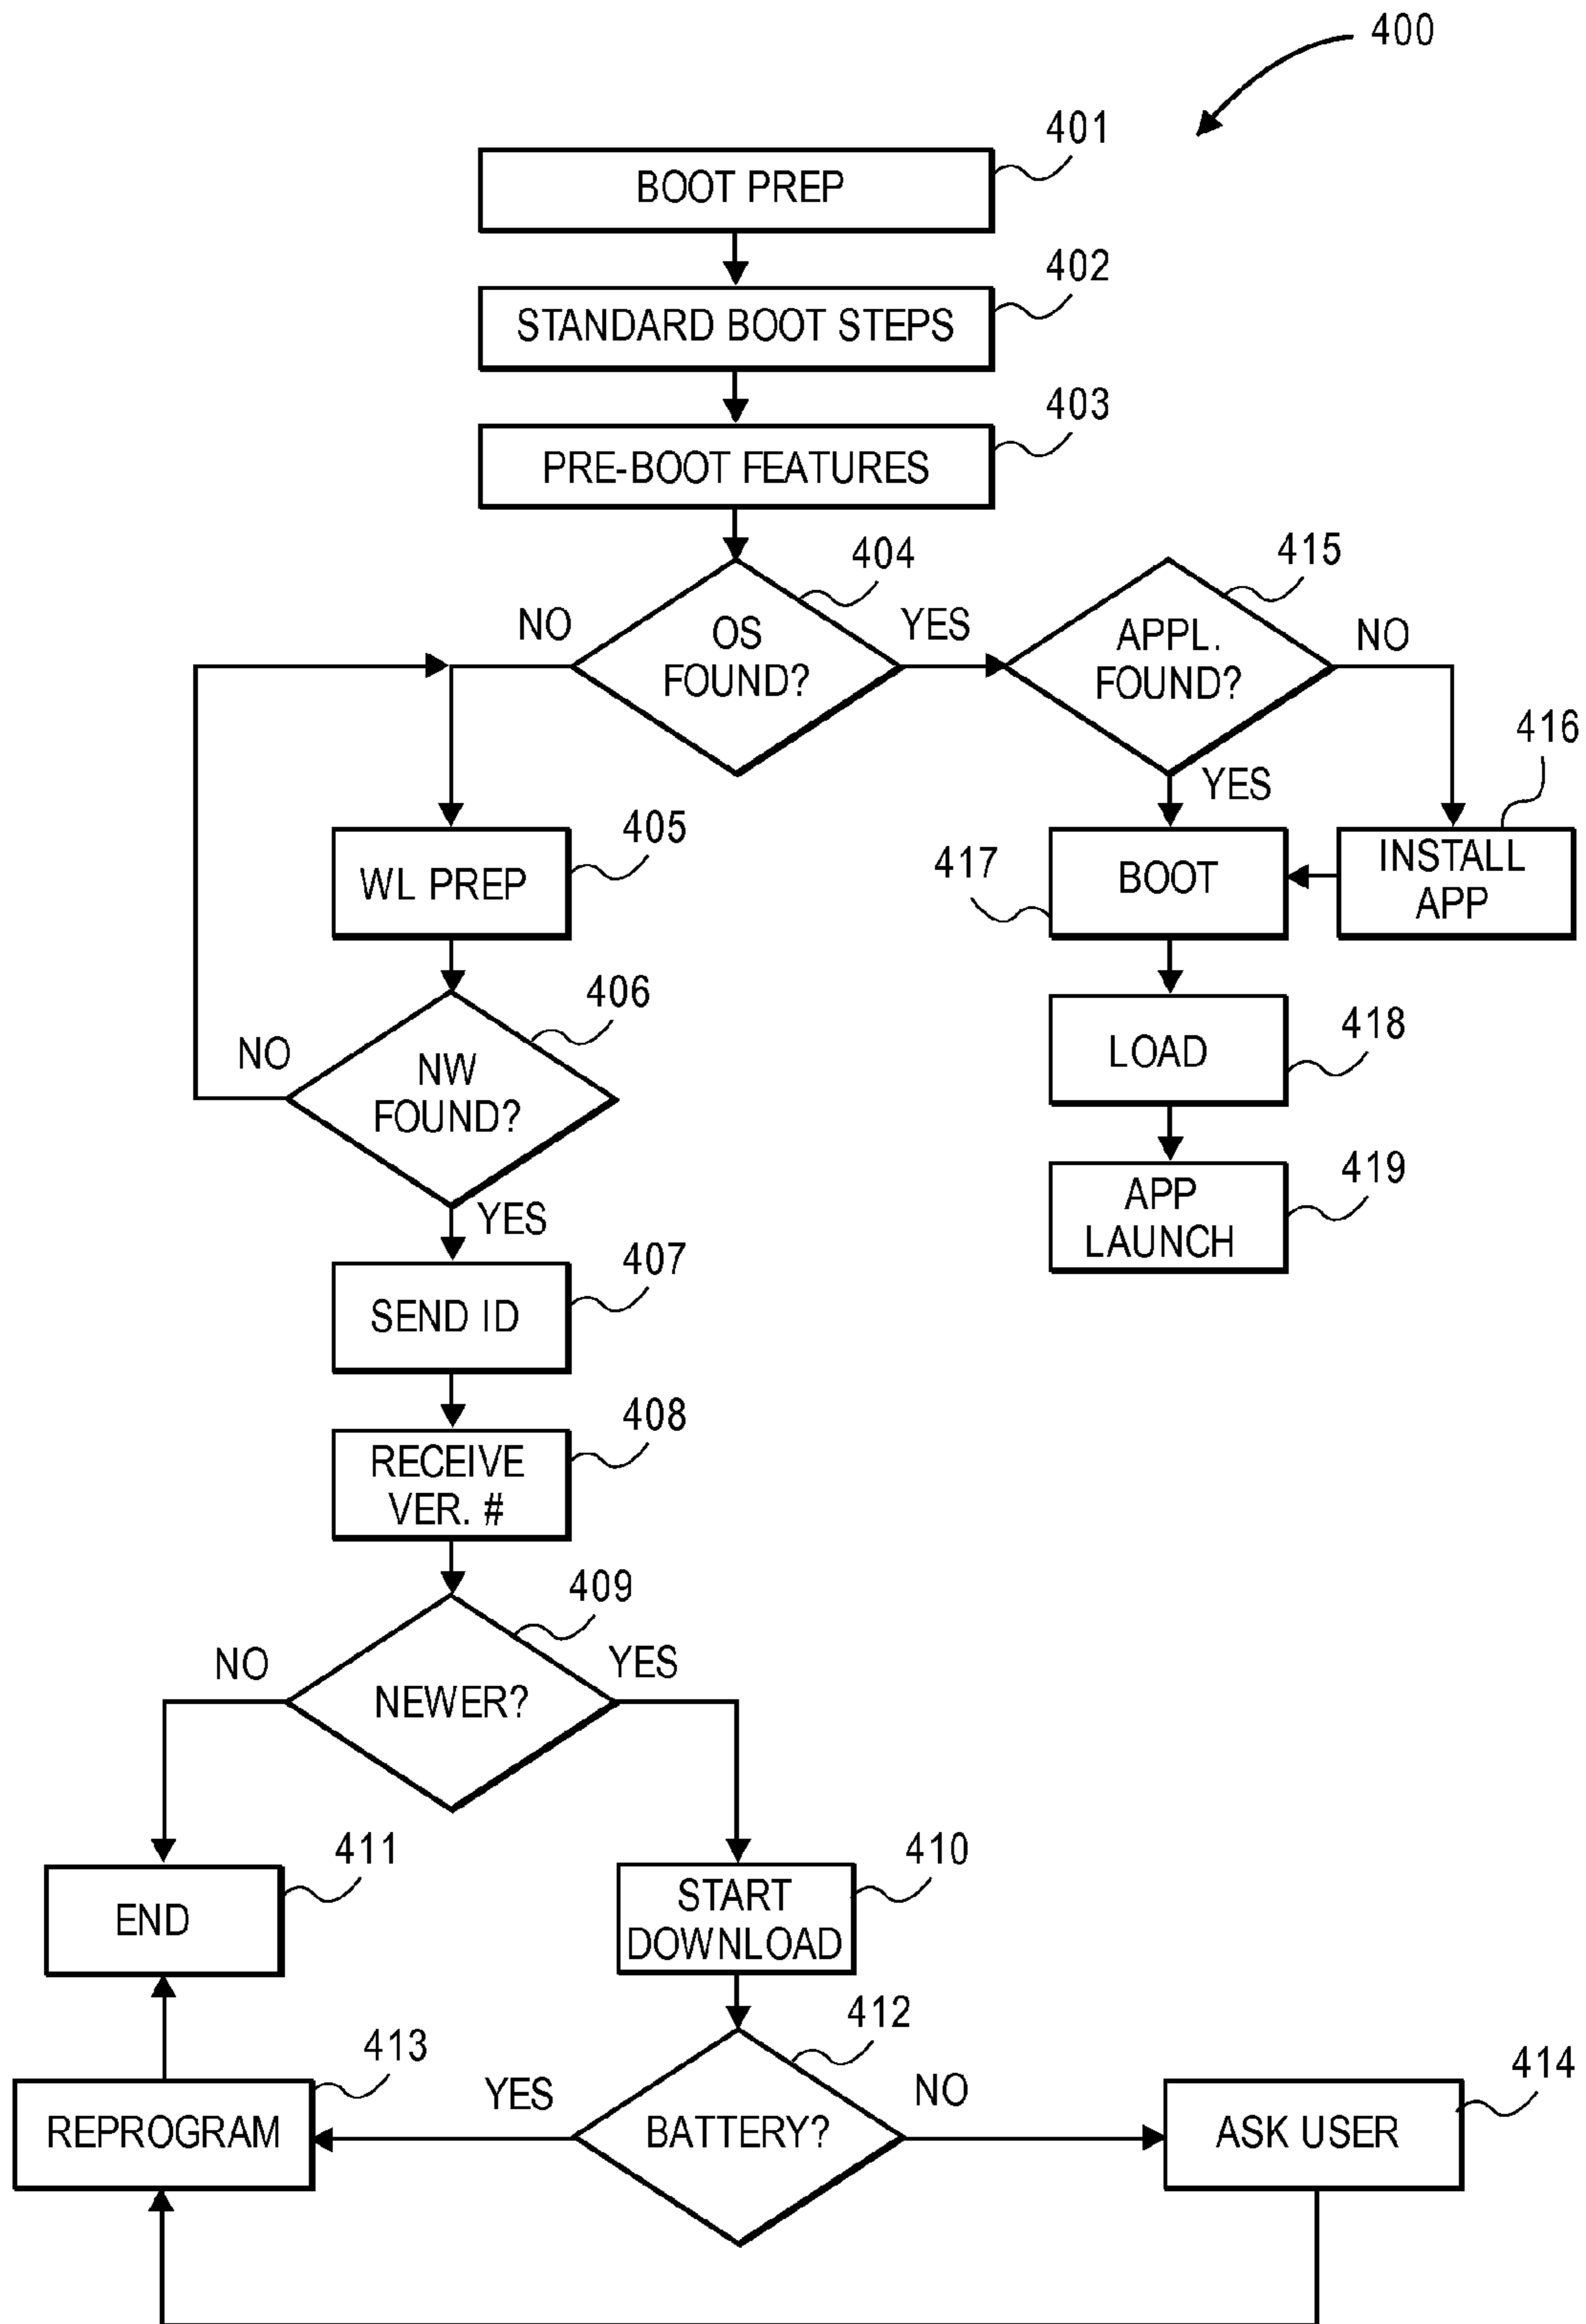 400
401
BOOT PREP
402
STANDARD BOOT STEPS
403
PRE-BOOT FEATURES
404
415
NO
OS
FOUND?
YES
APPL.
FOUND?
NO
416
YES
405
WL PREP
417
BOOT
INSTALL
APP
406
NO
NW
FOUND?
418
LOAD
YES
419
APP
LAUNCH
407
SEND ID
408
RECEIVE
VER. #
409
NO
YES
NEWER?
411
END
410
START
DOWNLOAD
412
413
414
YES
NO
REPROGRAM
BATTERY?
ASK USER